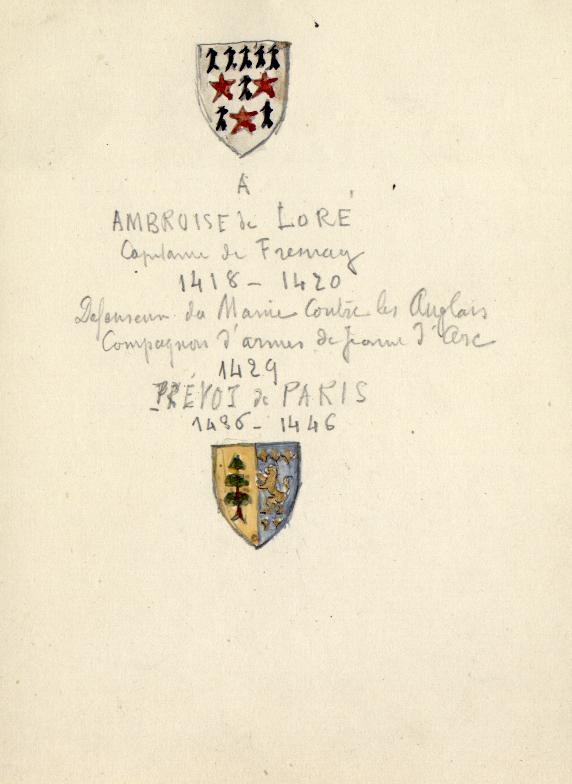 A
AMBROISE de LORÉ
Capitaine de Fresnay
1418 - 1420
Défenseur du Maine Contre les Anglais
Compagnon d'armes de Jeanne d'Arc
1429
PRÉVOT de PARIS
1436 - 1446